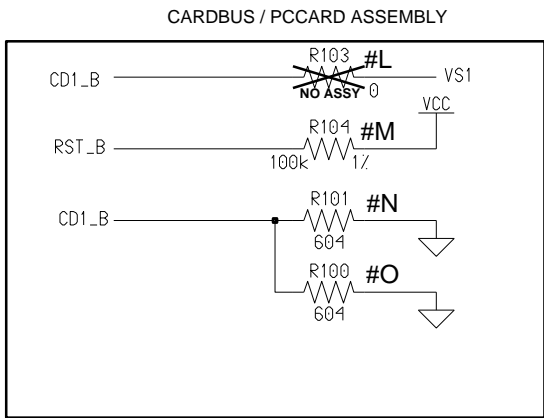 CARDBUS / PCCARD ASSEMBLY
R103 #L
CD1_B VS1
NO ASSY 0
VCC
R104 #M
RST_B
100k 1%
R101 #N
CD1_B
604
R100 #O
604